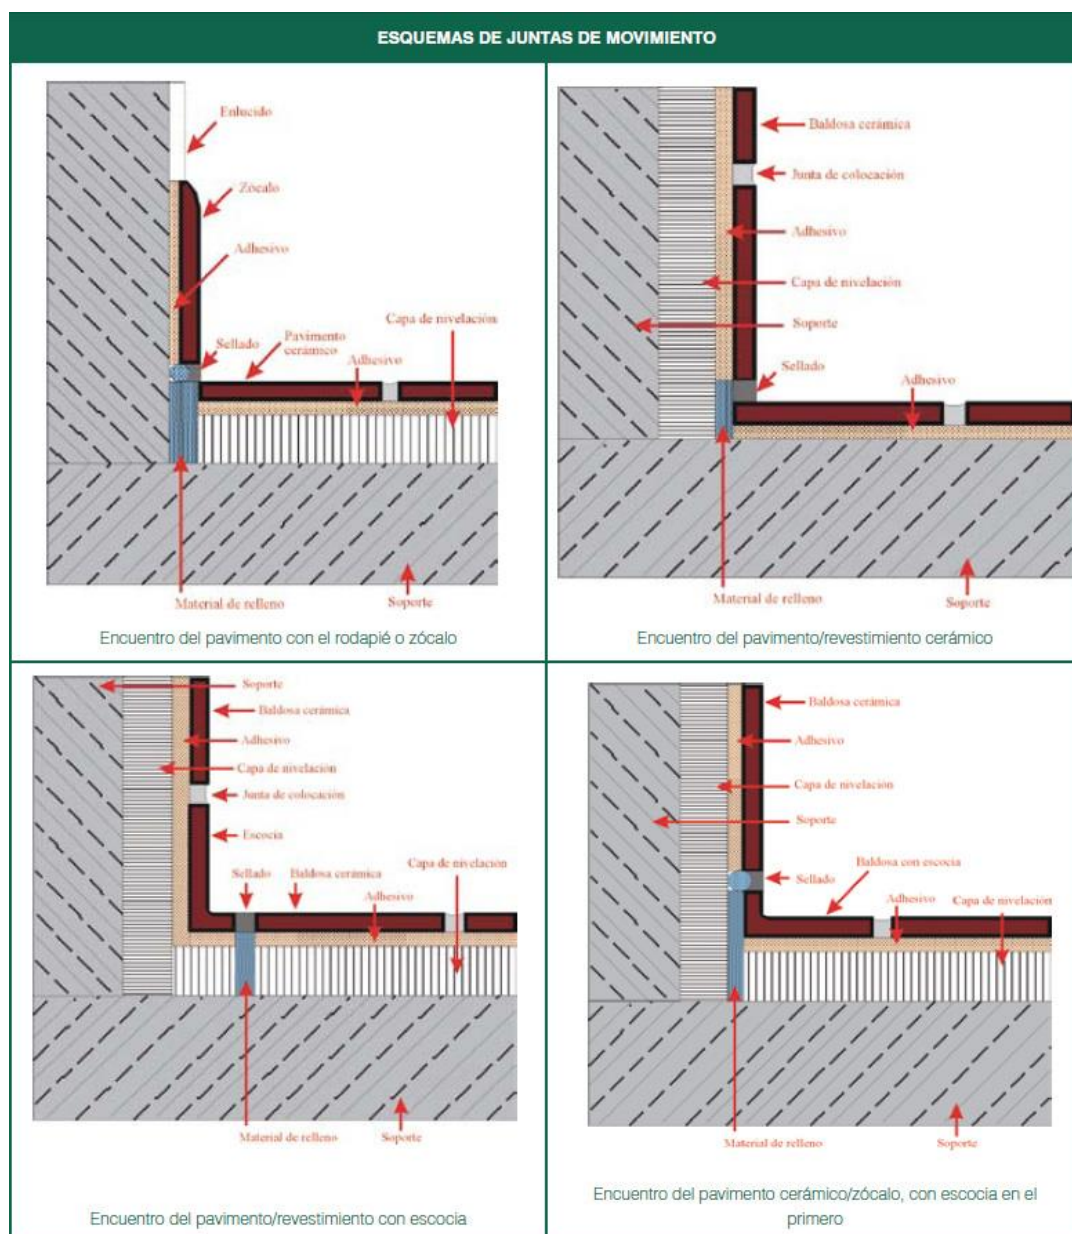 ESQUEMAS DE JUNTAS DE MOVIMIENTO
Enlucido
Zócalo
Adhesivo
Capa de nivelación
Sellado
Pavimento
cerámico
Adhesivo
Material de relleno
Soporte
Encuentro del pavimento con el rodapié o zócalo
Baldosa cerámica
Junta de colocación
Adhesivo
Capa de nivelación
Soporte
Sellado
Adhesivo
Material de relleno
Soporte
Encuentro del pavimento/revestimiento cerámico
Soporte
Baldosa cerámica
Adhesivo
Capa de nivelación
Junta de colocación
Escocia
Capa de nivelación
Sellado
Baldosa cerámica
Adhesivo
Material de relleno
Soporte
Encuentro del pavimento/revestimiento con escocia
Baldosa cerámica
Adhesivo
Capa de nivelación
Soporte
Baldosa con escocia
Sellado
Adhesivo
Capa de nivelación
Material de relleno
Soporte
Encuentro del pavimento cerámico/zócalo, con escocia en el
primero